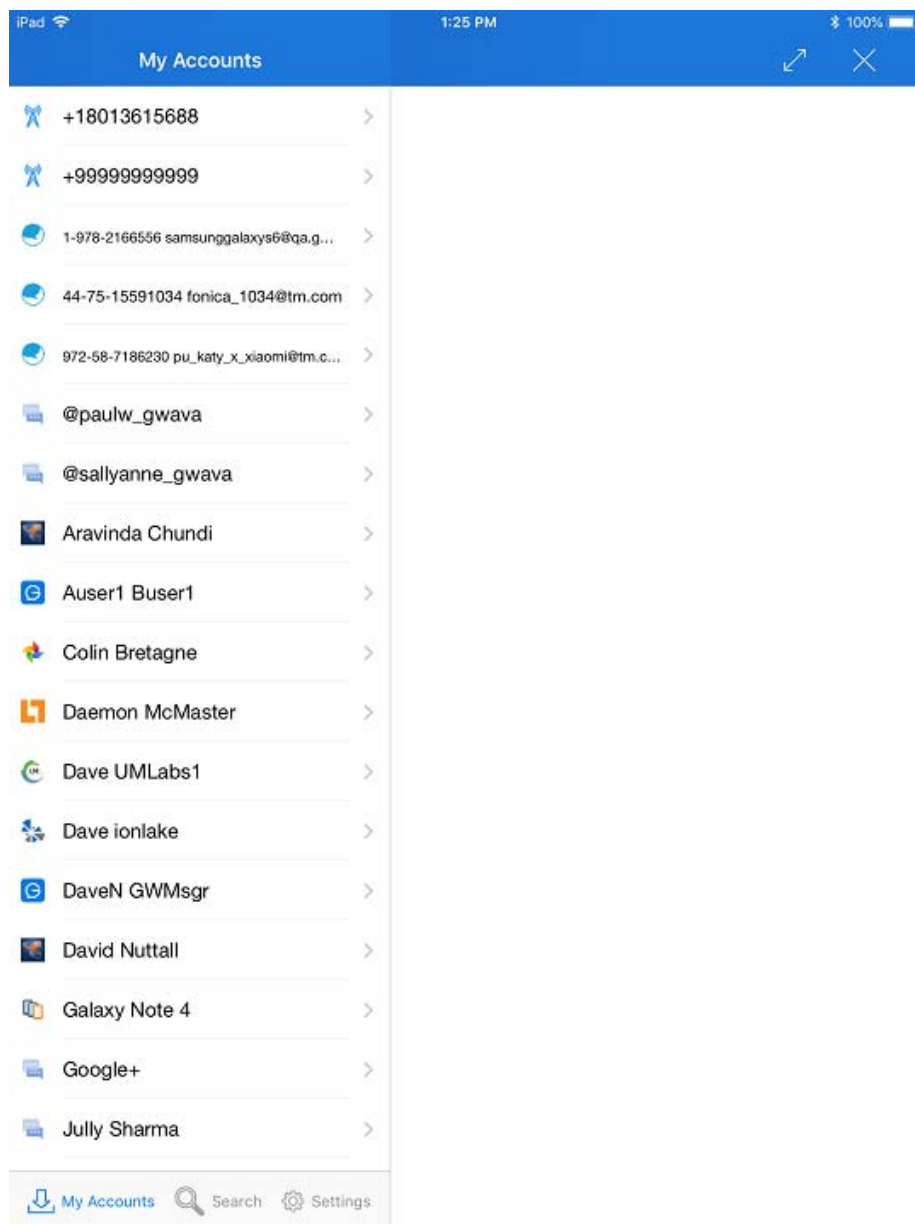 iPad 1:25 PM 100%
My Accounts
+18013615688
+99999999999
1-978-2166556 samsunggalaxys6@qa.g...
44-75-15591034 fonica_1034@tm.com
972-58-7186230 pu_katy_x_xiaomi@tm.c...
@paulw_gwava
@sallyanne_gwava
Aravinda Chundi
Auser1 Buser1
Colin Bretagne
Daemon McMaster
Dave UMLabs1
Dave ionlake
DaveN GWMsgr
David Nuttall
Galaxy Note 4
Google+
Jully Sharma
My Accounts Search Settings